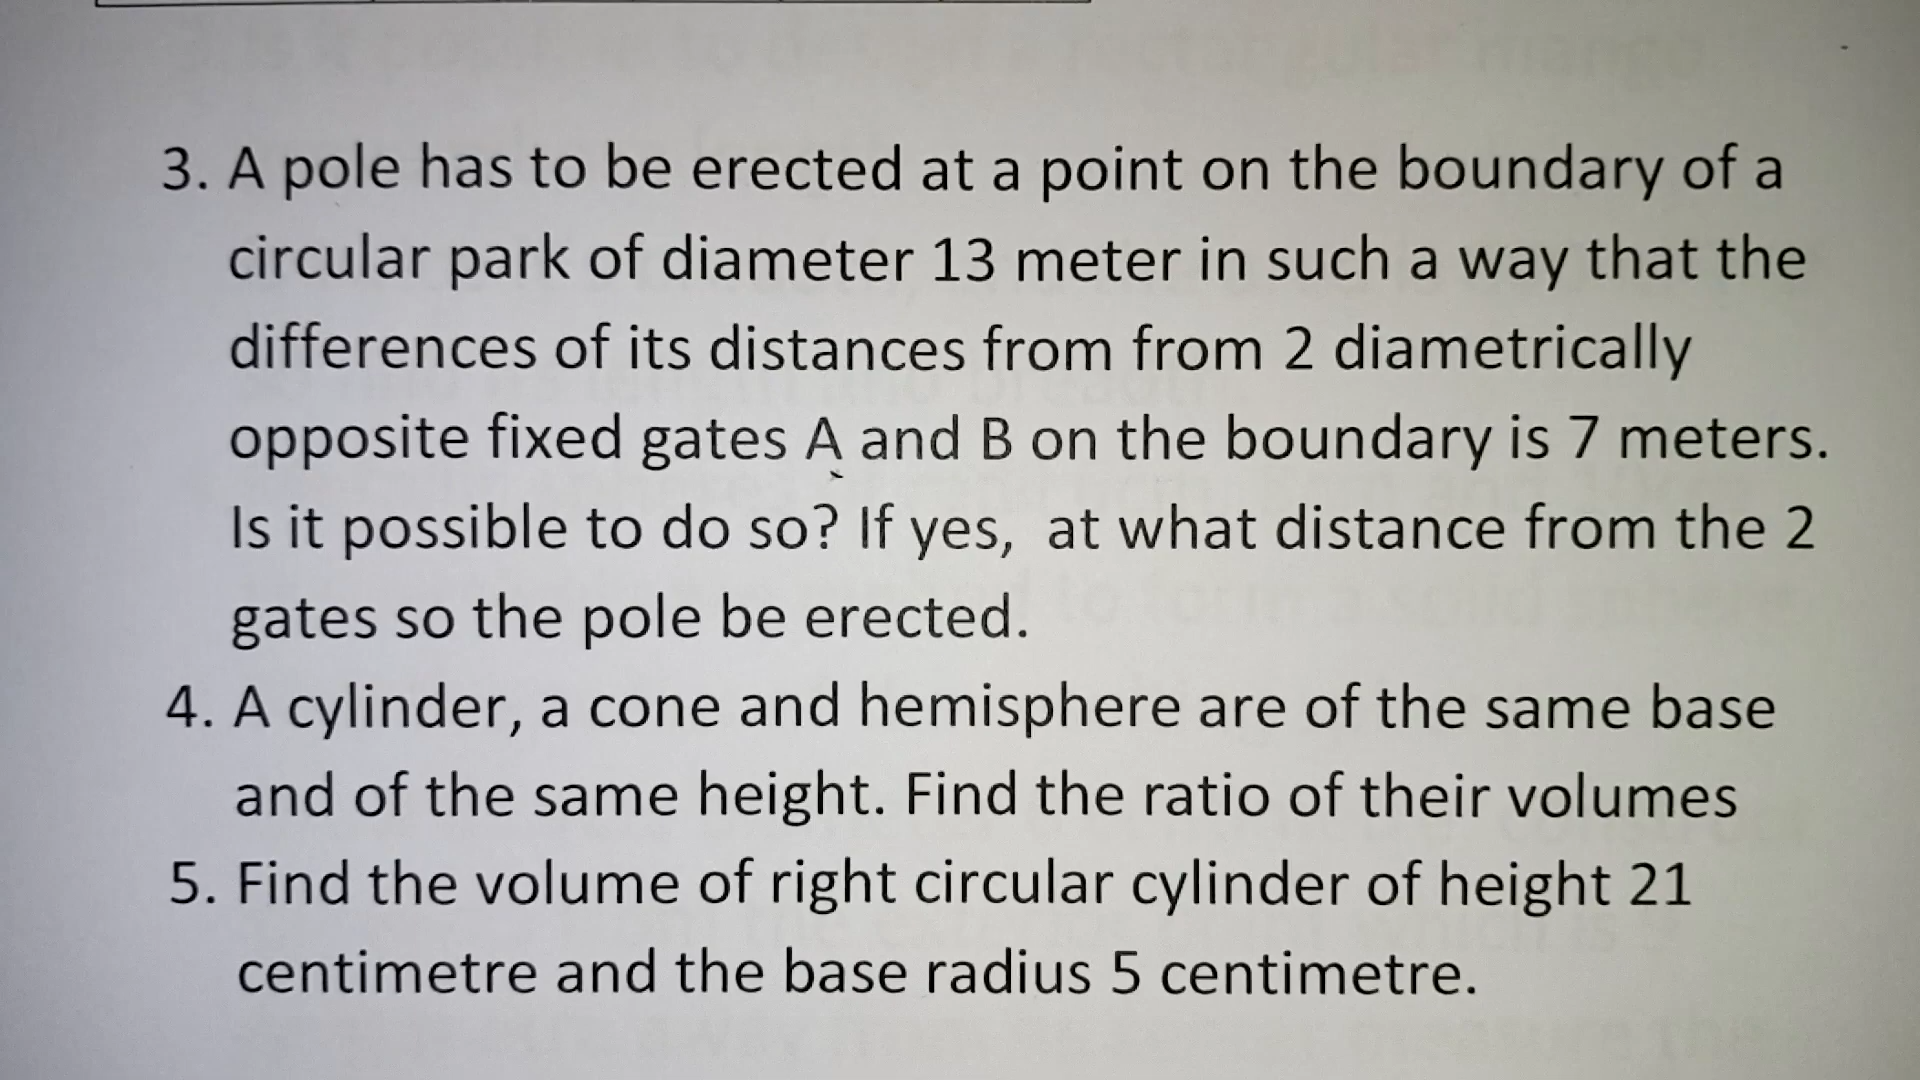 3. A pole has to be erected at a point on the boundary of a
circular park of diameter 13 meter in such a way that the
differences of its distances from from 2 diametrically
opposite fixed gates A and B on the boundary is 7 meters.
Is it possible to do so? If yes, at what distance from the 2
gates so the pole be erected.
4. A cylinder, a cone and hemisphere are of the same base
and of the same height. Find the ratio of their volumes
5. Find the volume of right circular cylinder of height 21
centimetre and the base radius 5 centimetre.